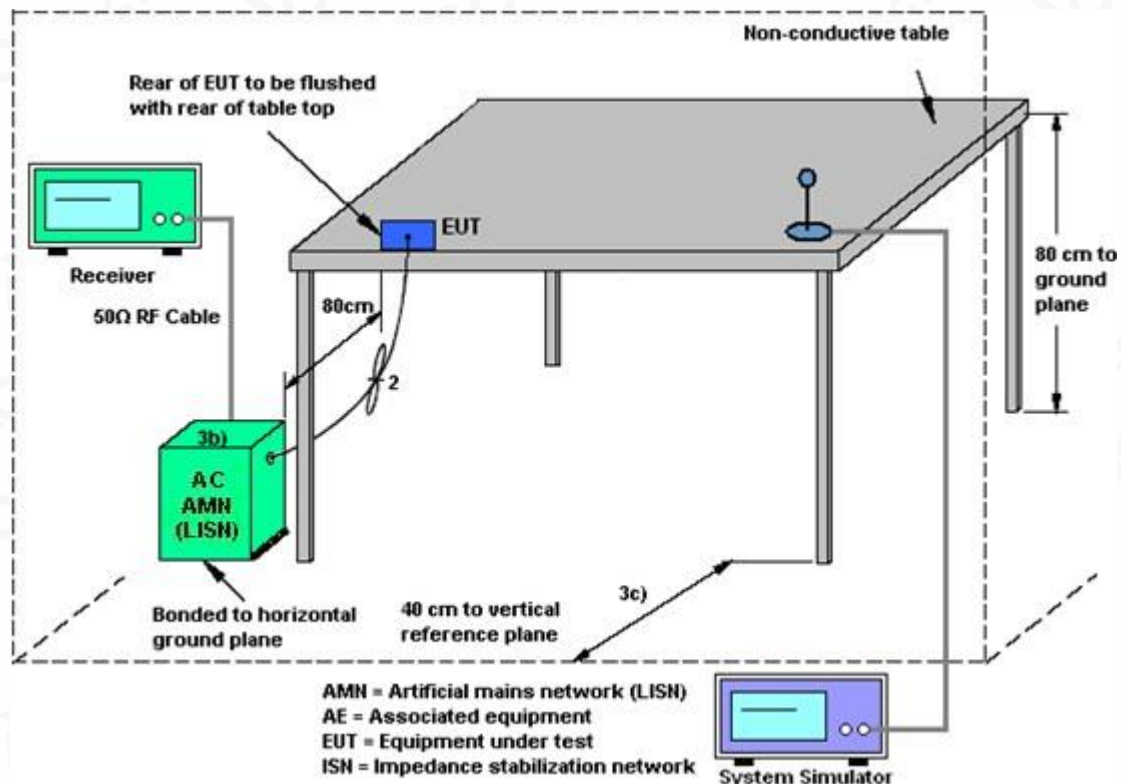 Non-conductive table
Rear of EUT to be flushed
with rear of table top
EUT
Receiver
80 cm to
ground
plane
80cm
50Ω RF Cable
2
3b)
AC
AMN
(LISN)
3c)
Bonded to horizontal
ground plane
40 cm to vertical
reference plane
AMN = Artificial mains network (LISN)
AE = Associated equipment
EUT = Equipment under test
ISN = Impedance stabilization network
System Simulator